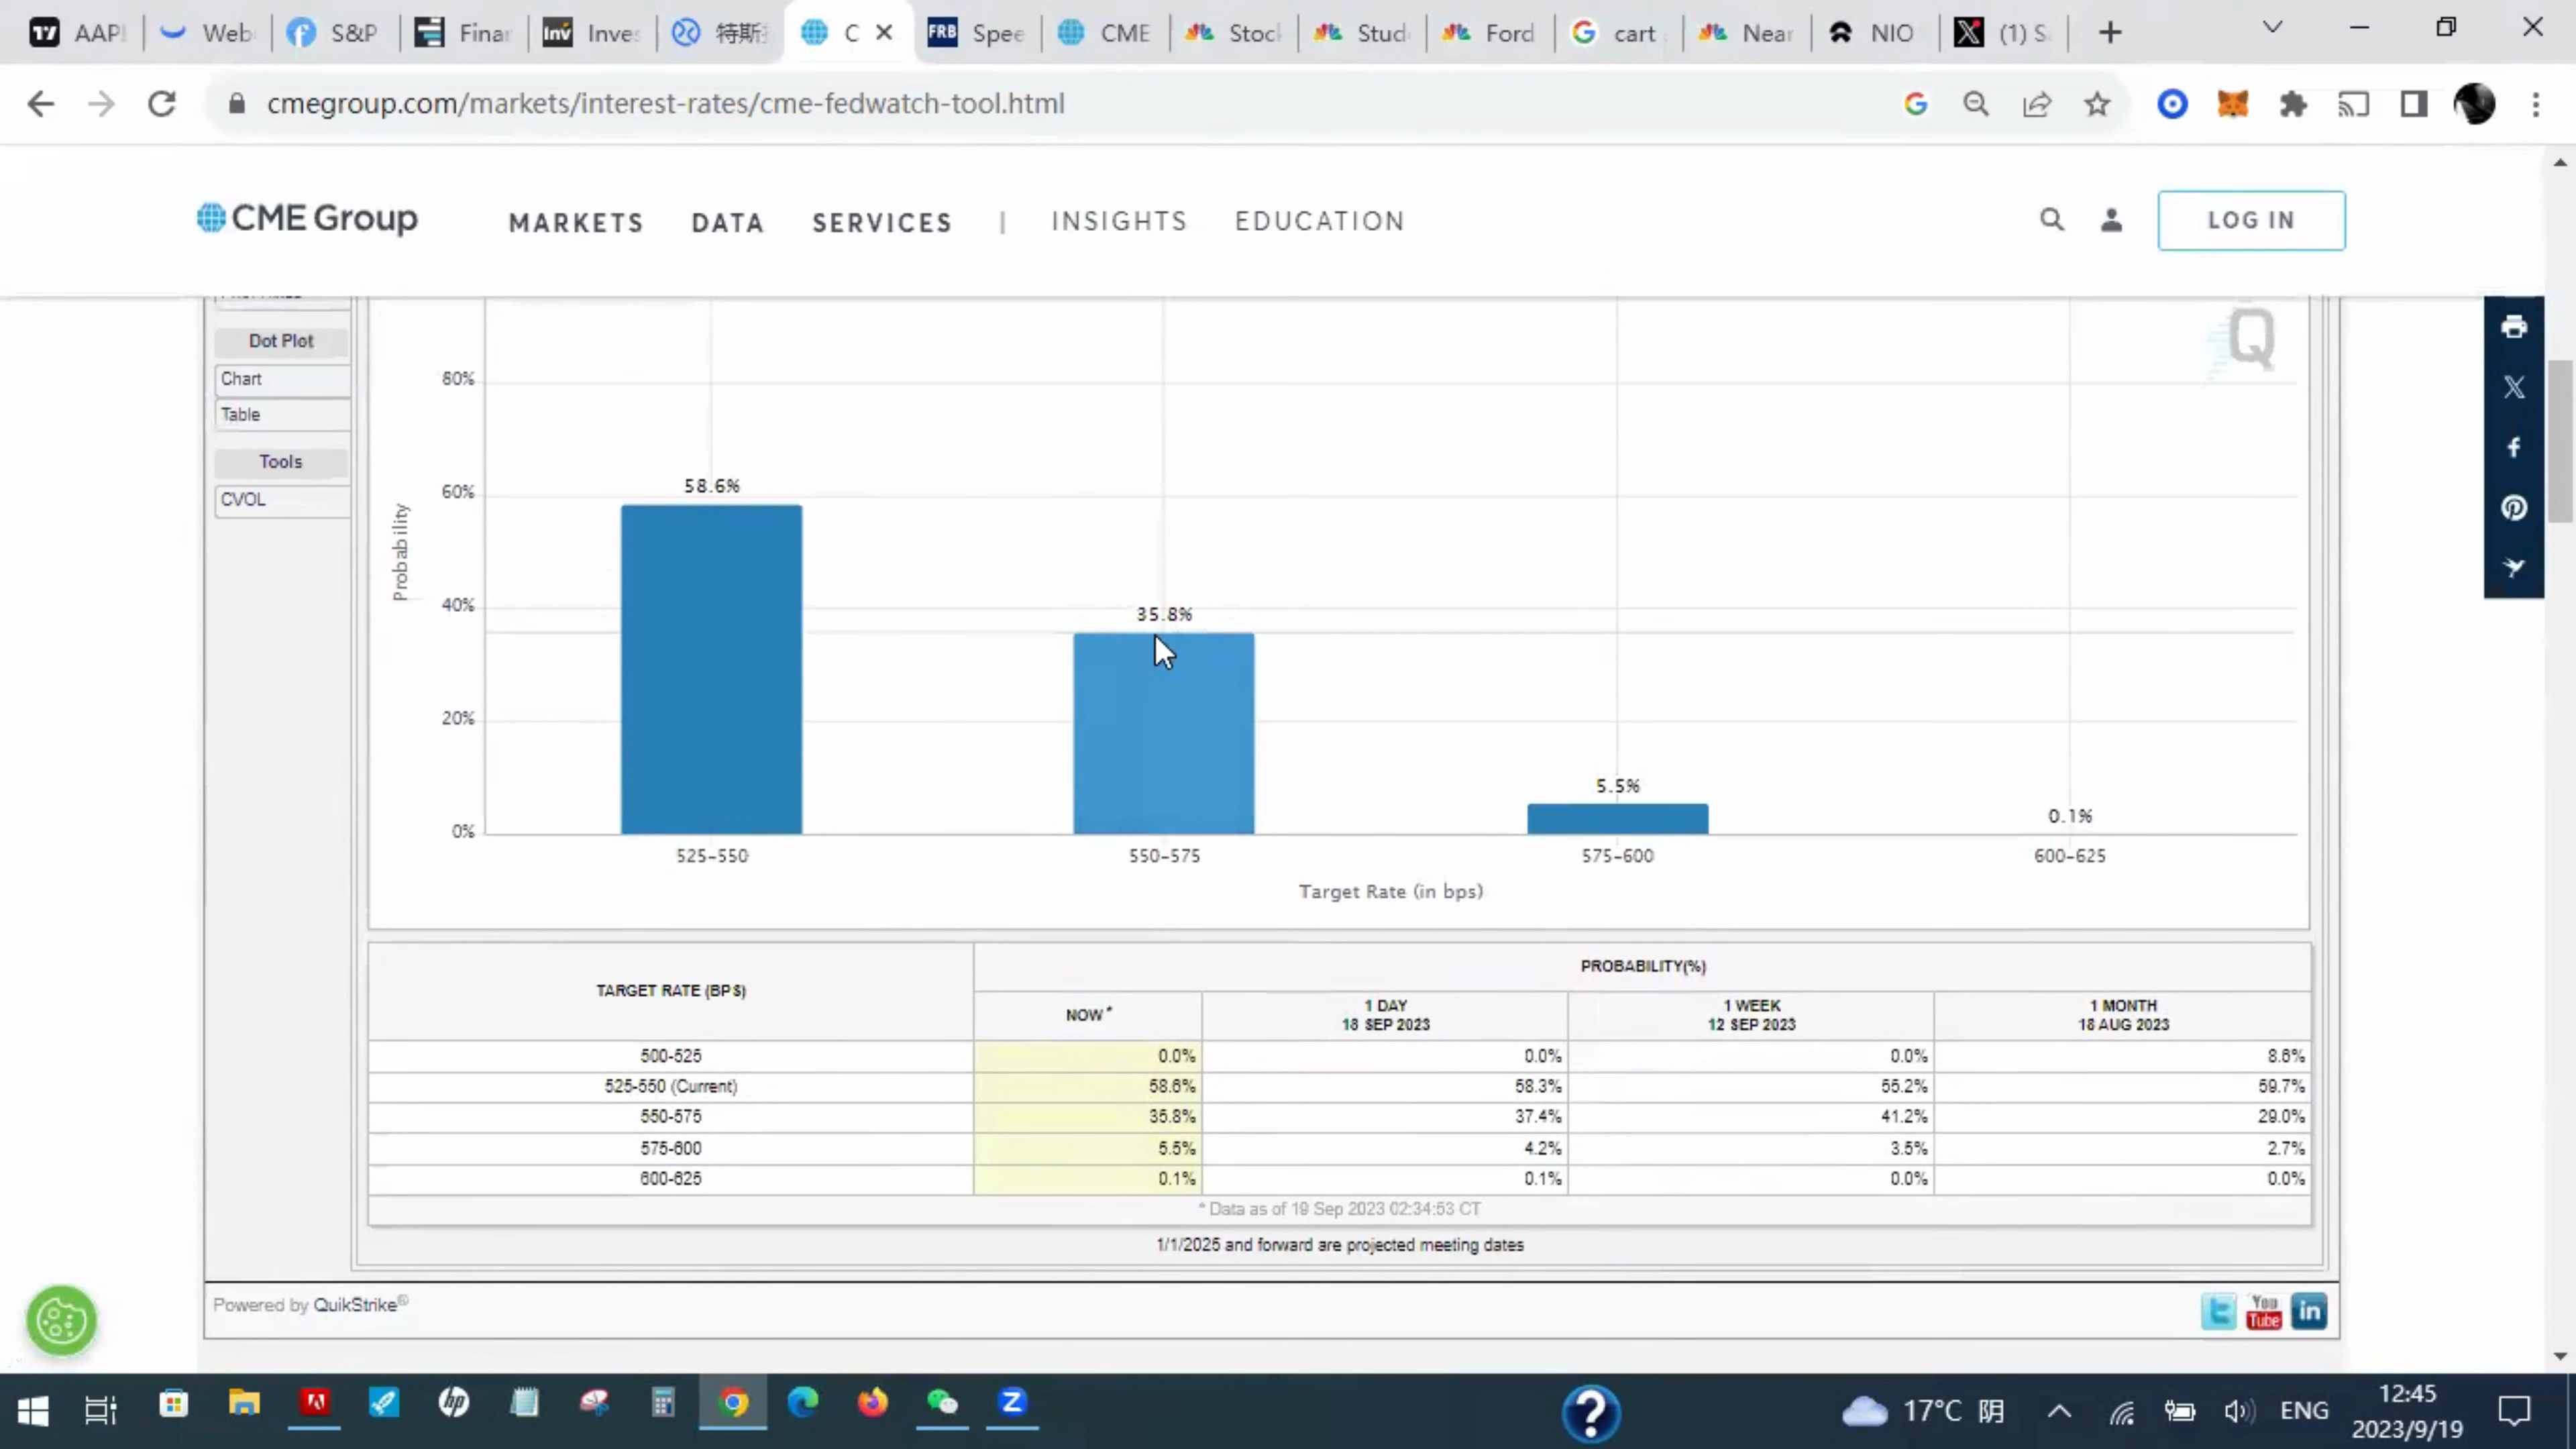 AAPL Web S&P Finar Inves 特斯 C FRB Spee CME Stoc Stud Ford cart Near NIO (1) S
cmegroup.com/markets/interest-rates/cme-fedwatch-tool.html
CME Group MARKETS DATA SERVICES | INSIGHTS EDUCATION LOG IN
Dot Plot
Chart
Table
Tools
CVOL
Q
Probability
80%
60%
40%
20%
0%
58.6%
35.8%
5.5%
0.1%
525-550 550-575 575-600 600-625
Target Rate (in bps)
TARGET RATE (BPS) PROBABILITY(%)
NOW * 1 DAY 1 WEEK 1 MONTH
18 SEP 2023 12 SEP 2023 18 AUG 2023
500-525 0.0% 0.0% 0.0% 8.6%
525-550 (Current) 58.6% 58.3% 55.2% 59.7%
550-575 35.8% 37.4% 41.2% 29.0%
575-600 5.5% 4.2% 3.5% 2.7%
600-625 0.1% 0.1% 0.0% 0.0%
* Data as of 19 Sep 2023 02:34:53 CT
1/1/2025 and forward are projected meeting dates
Powered by QuikStrike®
You Tube in
17°C 阴 ENG 12:45
2023/9/19